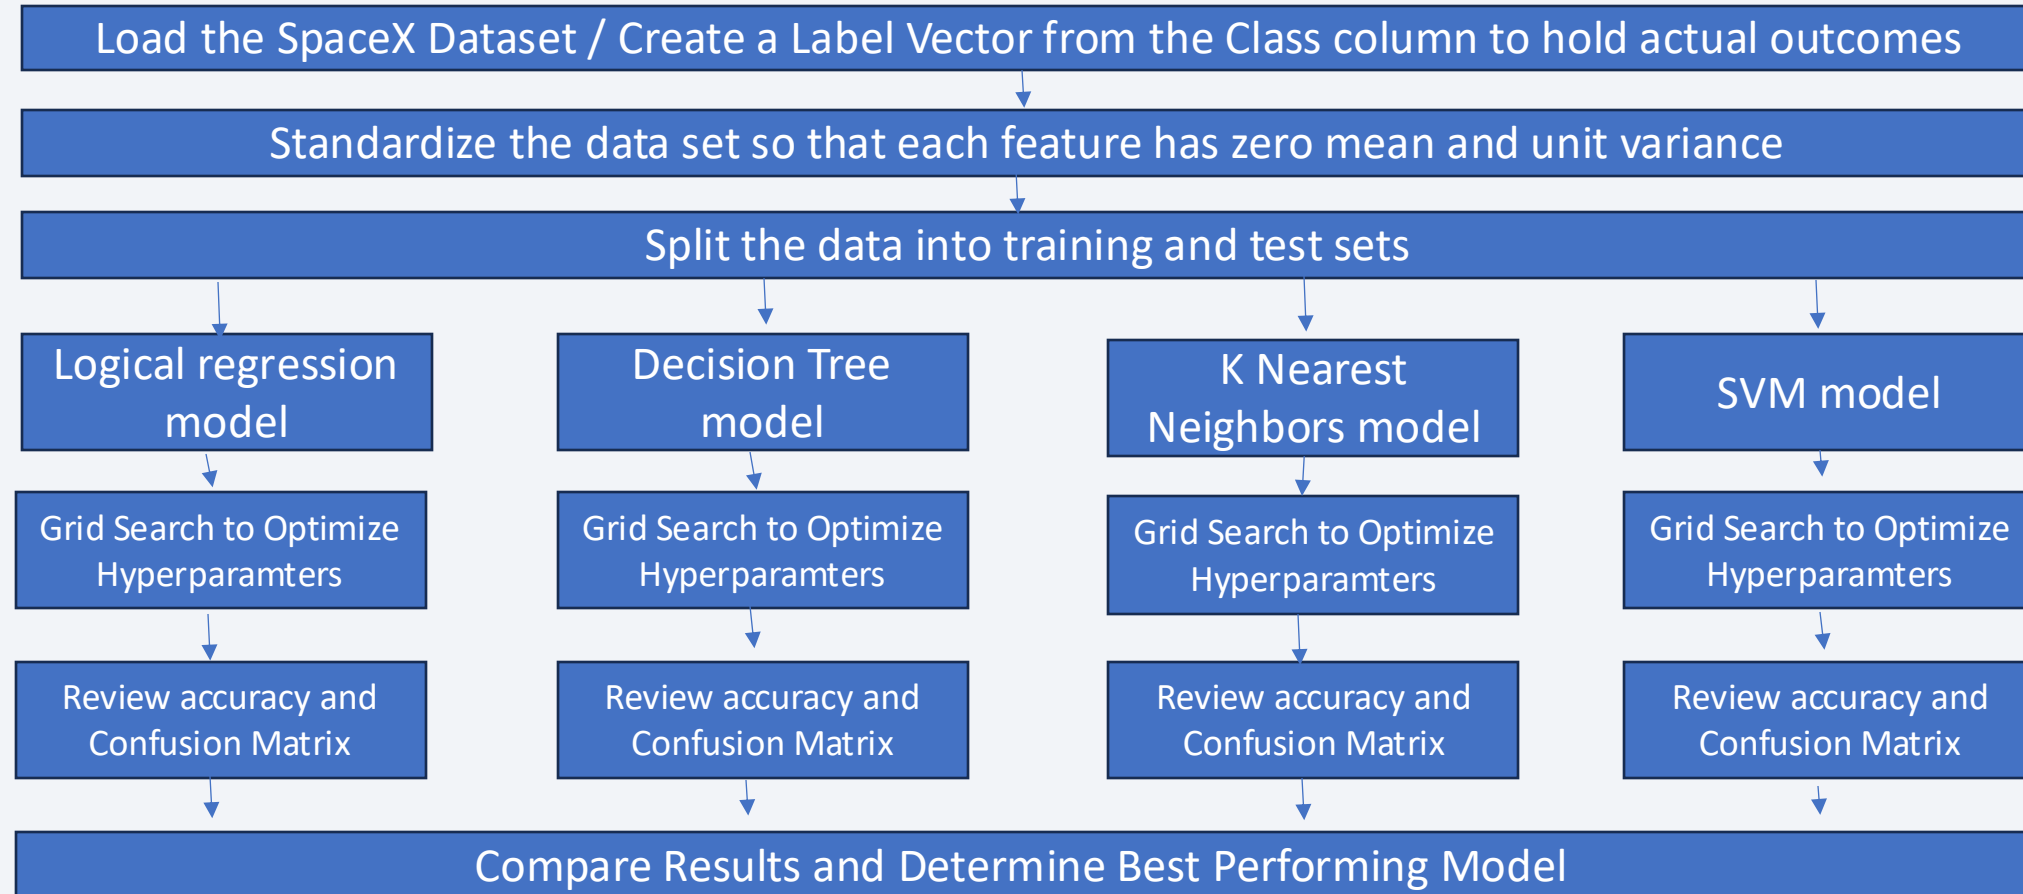 Load the SpaceX Dataset / Create a Label Vector from the Class column to hold actual outcomes
Standardize the data set so that each feature has zero mean and unit variance
Split the data into training and test sets
Logical regression
model
Decision Tree
model
K Nearest
Neighbors model
SVM model
Grid Search to Optimize
Hyperparamters
Grid Search to Optimize
Hyperparamters
Grid Search to Optimize
Hyperparamters
Grid Search to Optimize
Hyperparamters
Review accuracy and
Confusion Matrix
Review accuracy and
Confusion Matrix
Review accuracy and
Confusion Matrix
Review accuracy and
Confusion Matrix
Compare Results and Determine Best Performing Model